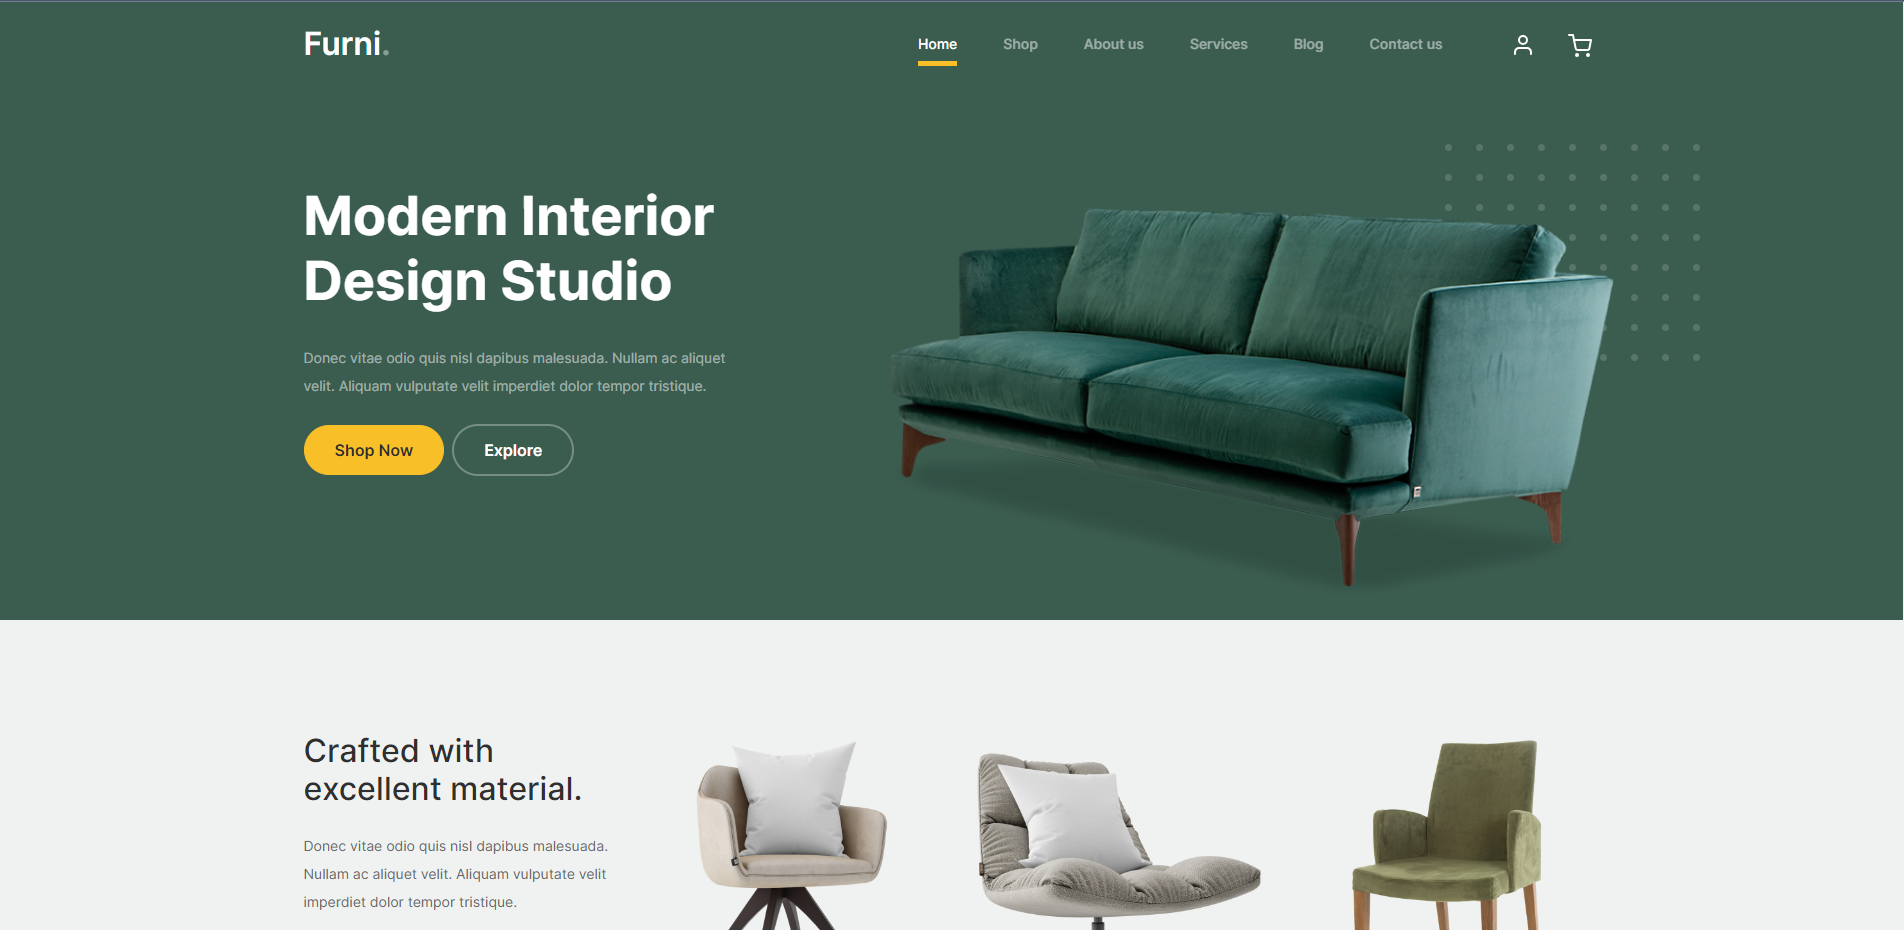 Furni.
Home Shop About us Services Blog Contact us
Modern Interior
Design Studio
Donec vitae odio quis nisl dapibus malesuada. Nullam ac aliquet
velit. Aliquam vulputate velit imperdiet dolor tempor tristique.
Shop Now Explore
Crafted with
excellent material.
Donec vitae odio quis nisl dapibus malesuada.
Nullam ac aliquet velit. Aliquam vulputate velit
imperdiet dolor tempor tristique.